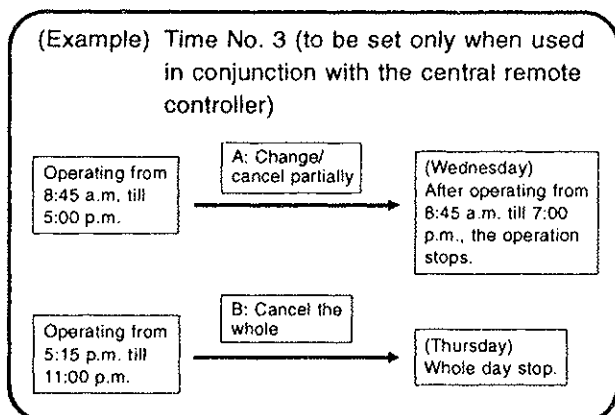 (Example) Time No. 3 (to be set only when used
in conjunction with the central remote
controller)
Operating from
8:45 a.m. till
5:00 p.m.
A: Change/
cancel partially
(Wednesday)
After operating from
8:45 a.m. till 7:00
p.m., the operation
stops.
Operating from
5:15 p.m. till
11:00 p.m.
B: Cancel the
whole
(Thursday)
Whole day stop.